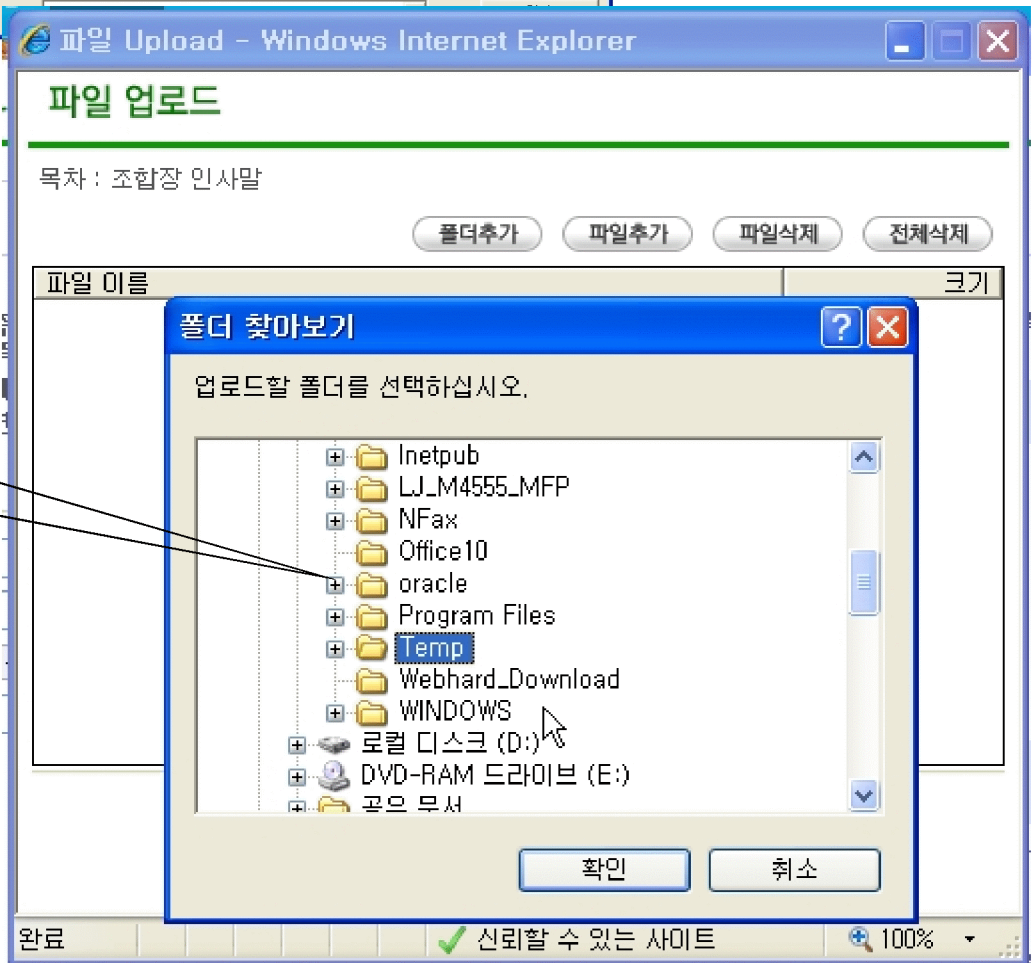 파일 Upload - Windows Internet Explorer
파일 업로드
목차 : 조합장 인사말
폴더추가 파일추가 파일삭제 전체삭제
파일 이름 크기
폴더 찾아보기
업로드할 폴더를 선택하십시오.
Inetpub
LJ_M4555_MFP
NFax
Office10
oracle
Program Files
Temp
Webhard_Download
WINDOWS
로컬 디스크 (D:)
DVD-RAM 드라이브 (E:)
확인 취소
완료 신뢰할 수 있는 사이트 100%